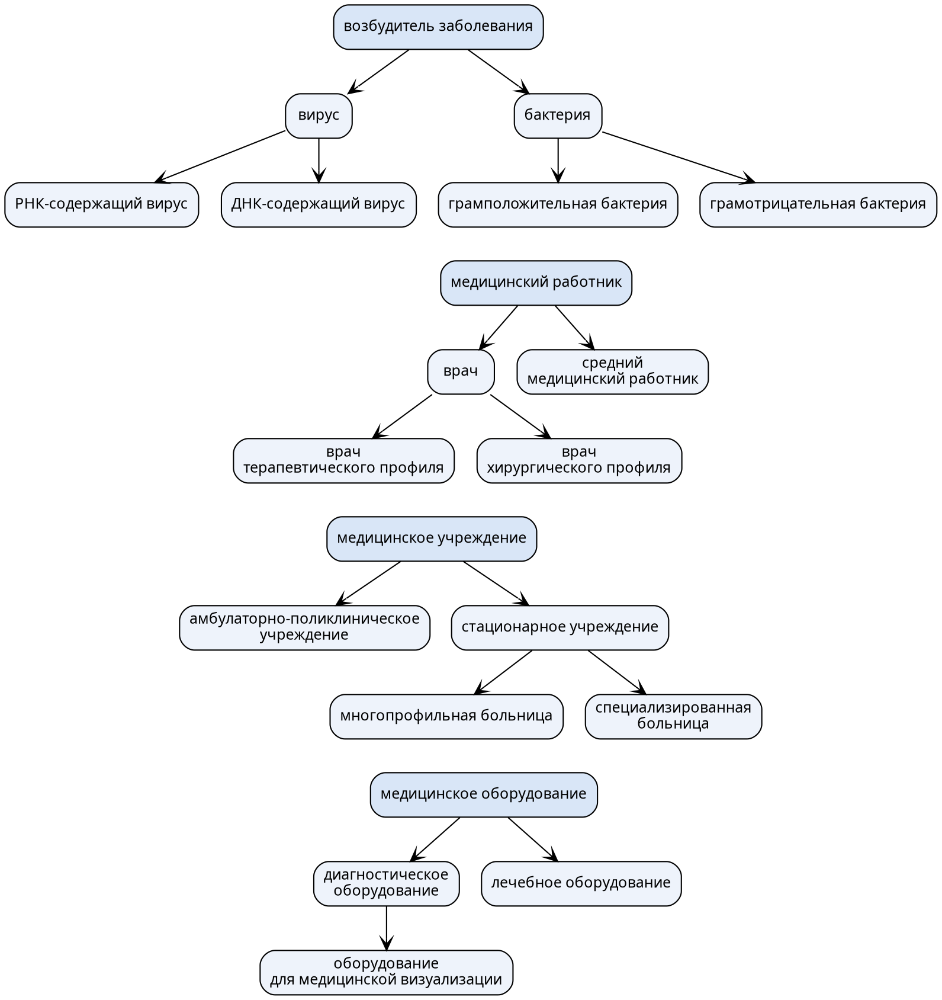 возбудитель заболевания
вирус
бактерия
РНК-содержащий вирус
ДНК-содержащий вирус
грамположительная бактерия
грамотрицательная бактерия
медицинский работник
врач
средний
медицинский работник
врач
терапевтического профиля
врач
хирургического профиля
медицинское учреждение
амбулаторно-поликлиническое
учреждение
стационарное учреждение
многопрофильная больница
специализированная
больница
медицинское оборудование
диагностическое
оборудование
лечебное оборудование
оборудование
для медицинской визуализации